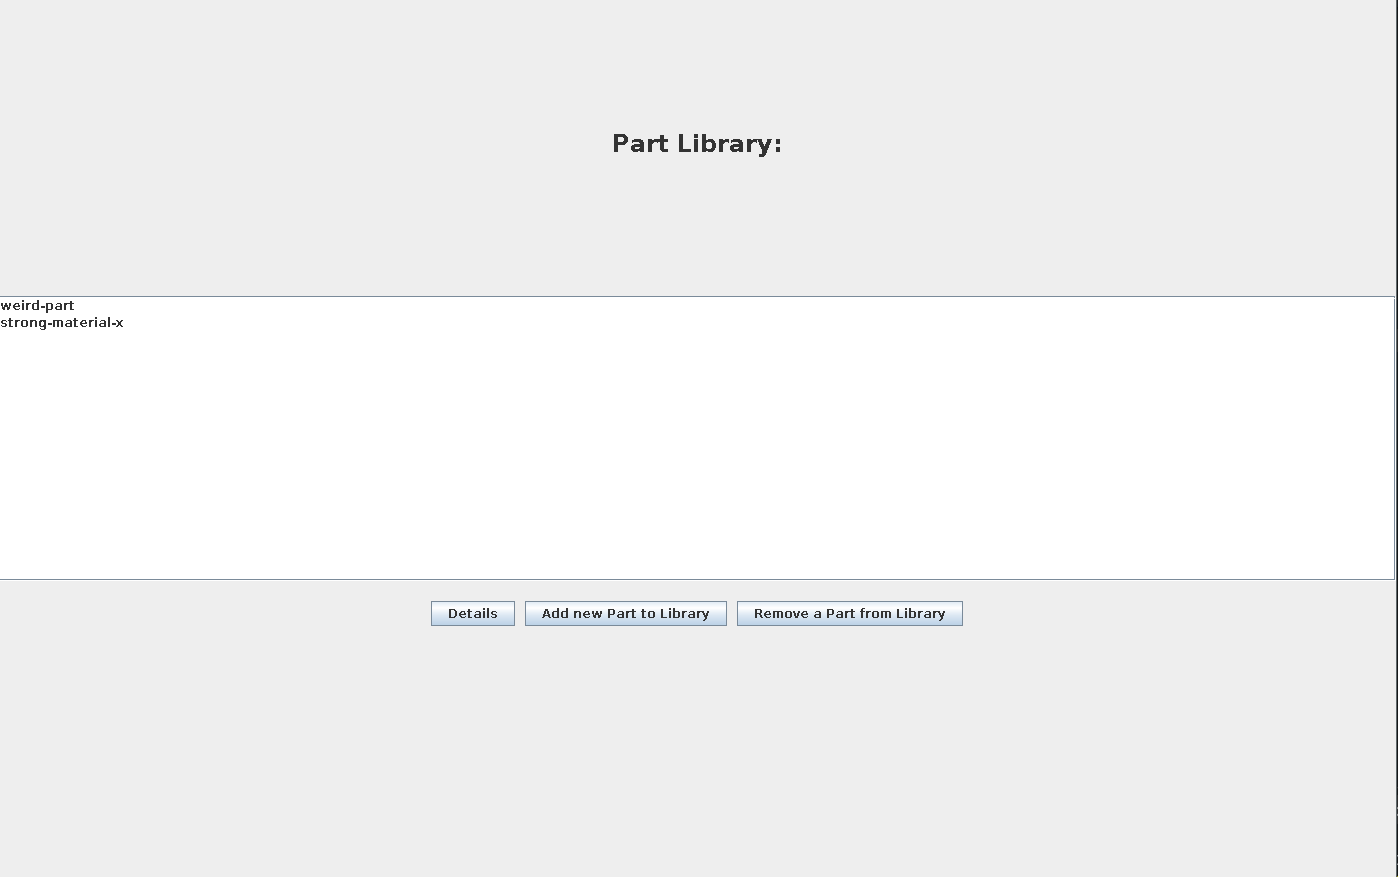 Part Library:
weird-part
strong-material-x
Details
Add new Part to Library
Remove a Part from Library